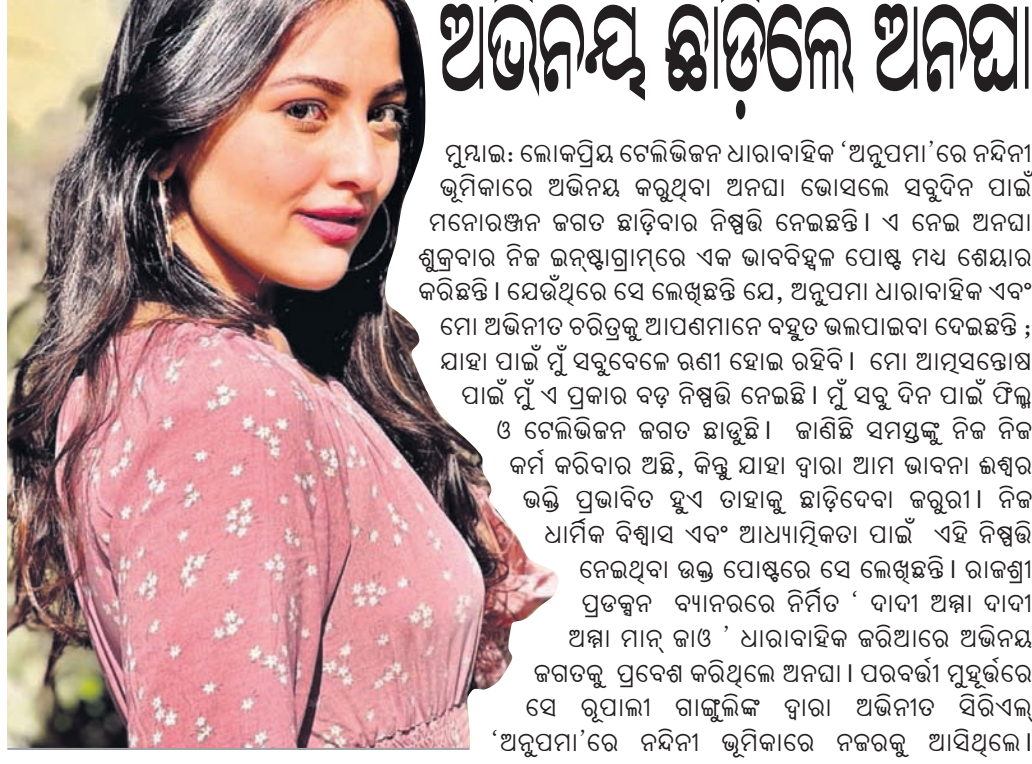 ଅଭିନୟ ଛାଡ଼ିଲେ ଅନଘା
ମୁମ୍ବାଇ: ଲୋକପ୍ରିୟ ଟେଲିଭିଜନ ଧାରାବାହିକ ‘ଅନୁପମା’ରେ ନନ୍ଦିନୀ
ଭୂମିକାରେ ଅଭିନୟ କରୁଥିବା ଅନଘା ଭୋସଲେ ସବୁଦିନ ପାଇଁ
ମନୋରଞ୍ଜନ ଜଗତ ଛାଡ଼ିବାର ନିଷ୍ପତ୍ତି ନେଇଛନ୍ତି। ଏ ନେଇ ଅନଘା
ଶୁକ୍ରବାର ନିଜ ଇନ୍‌ଷ୍ଟାଗ୍ରାମ୍‌ରେ ଏକ ଭାବବିହ୍ୱଳ ପୋଷ୍ଟ ମଧ୍ୟ ଶେୟାର
କରିଛନ୍ତି। ଯେଉଁଥିରେ ସେ ଲେଖିଛନ୍ତି ଯେ, ଅନୁପମା ଧାରାବାହିକ ଏବଂ
ମୋ ଅଭିନୀତ ଚରିତ୍ରକୁ ଆପଣମାନେ ବହୁତ ଭଲପାଇବା ଦେଇଛନ୍ତି ;
ଯାହା ପାଇଁ ମୁଁ ସବୁବେଳେ ଋଣୀ ହୋଇ ରହିବି। ମୋ ଆତ୍ମସନ୍ତୋଷ
ପାଇଁ ମୁଁ ଏ ପ୍ରକାର ବଡ଼ ନିଷ୍ପତ୍ତି ନେଇଛି। ମୁଁ ସବୁ ଦିନ ପାଇଁ ଫିଲ୍ମ
ଓ ଟେଲିଭିଜନ ଜଗତ ଛାଡୁଛି। ଜାଣିଛି ସମସ୍ତଙ୍କୁ ନିଜ ନିଜ
କର୍ମ କରିବାର ଅଛି, କିନ୍ତୁ ଯାହା ଦ୍ୱାରା ଆମ ଭାବନା ଈଶ୍ୱର
ଭକ୍ତି ପ୍ରଭାବିତ ହୁଏ ତାହାକୁ ଛାଡ଼ିଦେବା ଜରୁରୀ। ନିଜ
ଧାର୍ମିକ ବିଶ୍ୱାସ ଏବଂ ଆଧ୍ୟାତ୍ମିକତା ପାଇଁ ଏହି ନିଷ୍ପତ୍ତି
ନେଇଥିବା ଉକ୍ତ ପୋଷ୍ଟରେ ସେ ଲେଖିଛନ୍ତି। ରାଜଶ୍ରୀ
ପ୍ରଡକ୍ସନ ବ୍ୟାନରରେ ନିର୍ମିତ ‘ ଦାଦୀ ଅମ୍ମା ଦାଦୀ
ଅମ୍ମା ମାନ୍ ଜାଓ ’ ଧାରାବାହିକ ଜରିଆରେ ଅଭିନୟ
ଜଗତକୁ ପ୍ରବେଶ କରିଥିଲେ ଅନଘା। ପରବର୍ତ୍ତୀ ମୁହୂର୍ତ୍ତରେ
ସେ ରୂପାଲୀ ଗାଙ୍ଗୁଲିଙ୍କ ଦ୍ୱାରା ଅଭିନୀତ ସିରିଏଲ୍
‘ଅନୁପମା’ରେ ନନ୍ଦିନୀ ଭୂମିକାରେ ନଜରକୁ ଆସିଥିଲେ।